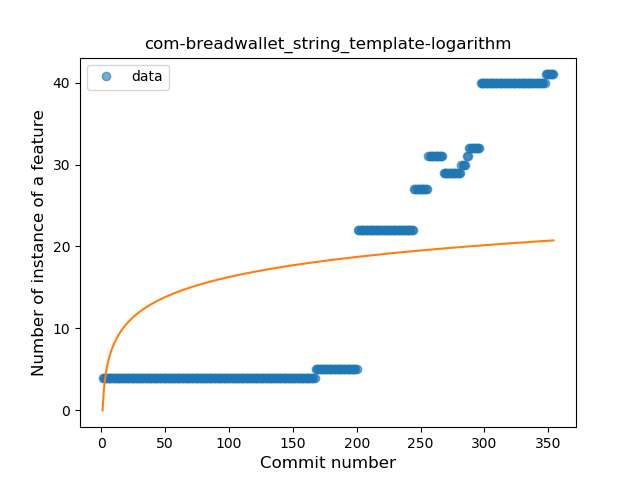 com-breadwallet_string_template-logarithm
data
Number of instance of a feature
40
30
20
10
0
0 50 100 150 200 250 300 350
Commit number